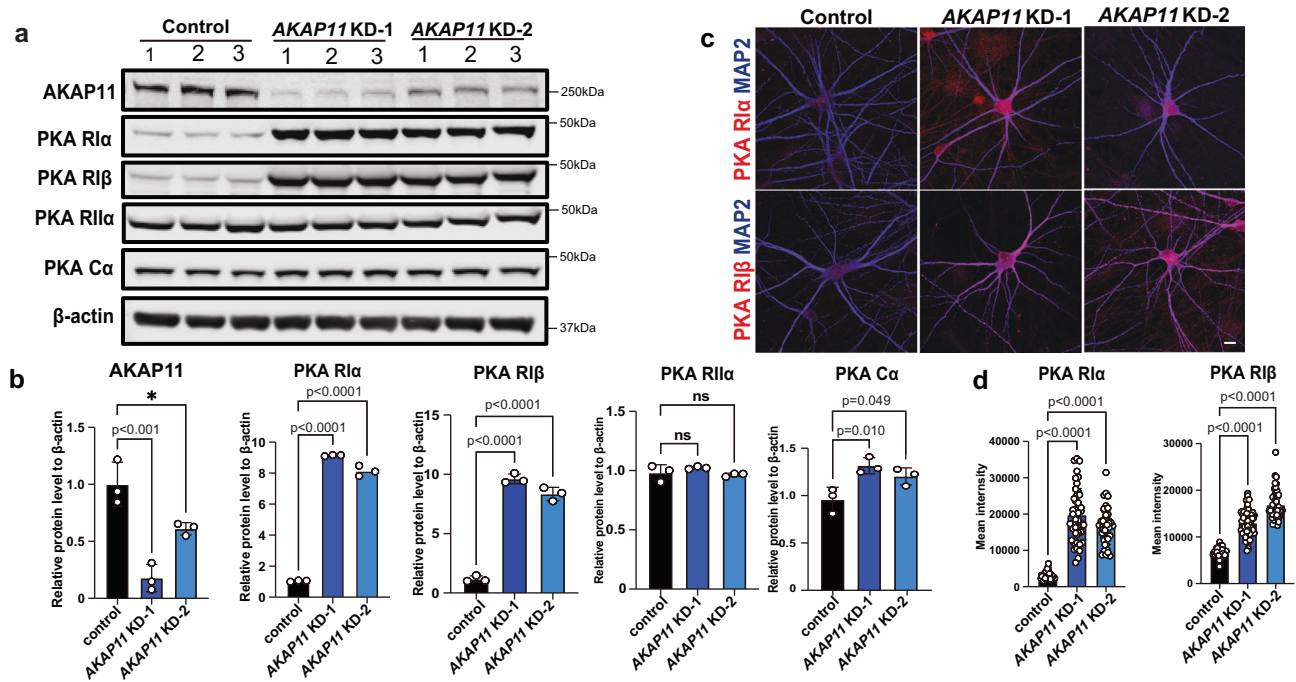 a
Control
AKAP11 KD-1
AKAP11 KD-2
1 2 3 1 2 3 1 2 3
AKAP11
250kDa
PKA RIα
50kDa
PKA RIβ
50kDa
PKA RIIα
50kDa
PKA Cα
50kDa
β-actin
37kDa
c
Control
AKAP11 KD-1
AKAP11 KD-2
PKA RIα MAP2
PKA RIβ MAP2
b
AKAP11
Relative protein level to β-actin
1.5
1.0
0.5
0
*
p<0.001
control
AKAP11 KD-1
AKAP11 KD-2
PKA RIα
Relative protein level to β-actin
10
8
6
4
2
0
p<0.0001
p<0.0001
control
AKAP11 KD-1
AKAP11 KD-2
PKA RIβ
Relative protein level to β-actin
15
10
5
0
p<0.0001
p<0.0001
control
AKAP11 KD-1
AKAP11 KD-2
PKA RIIα
Relative protein level to β-actin
1.5
1.0
0.5
0
ns
ns
control
AKAP11 KD-1
AKAP11 KD-2
PKA Cα
Relative protein level to β-actin
1.5
1.0
0.5
0
p=0.049
p=0.010
control
AKAP11 KD-1
AKAP11 KD-2
d
PKA RIα
Mean internsity
40000
30000
20000
10000
0
p<0.0001
p<0.0001
control
AKAP11 KD-1
AKAP11 KD-2
PKA RIβ
Mean intensity
30000
20000
10000
0
p<0.0001
p<0.0001
control
AKAP11 KD-1
AKAP11 KD-2